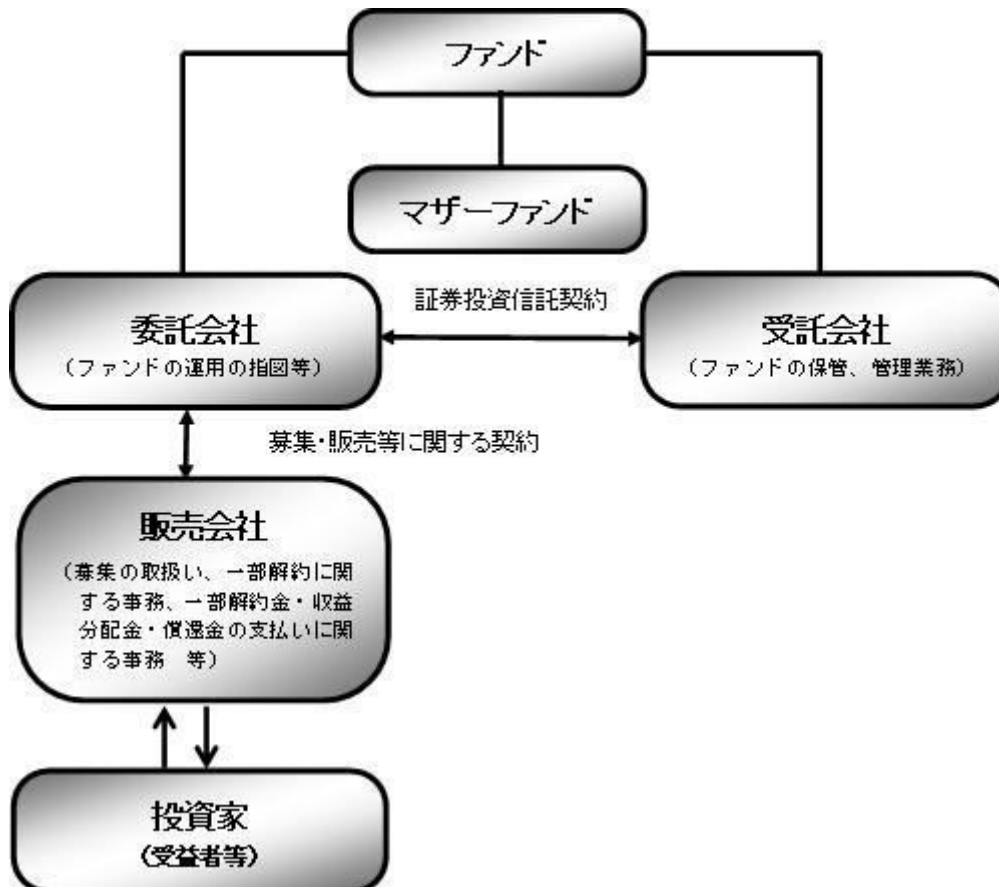 ファンド
マザーファンド
証券投資信託契約
委託会社
(ファンドの運用の指図等)
受託会社
(ファンドの保管、管理業務)
募集・販売等に関する契約
販売会社
(募集の取扱い、一部解約に関
する事務、一部解約金・収益
分配金・償還金の支払いに関
する事務　等)
投資家
(受益者等)